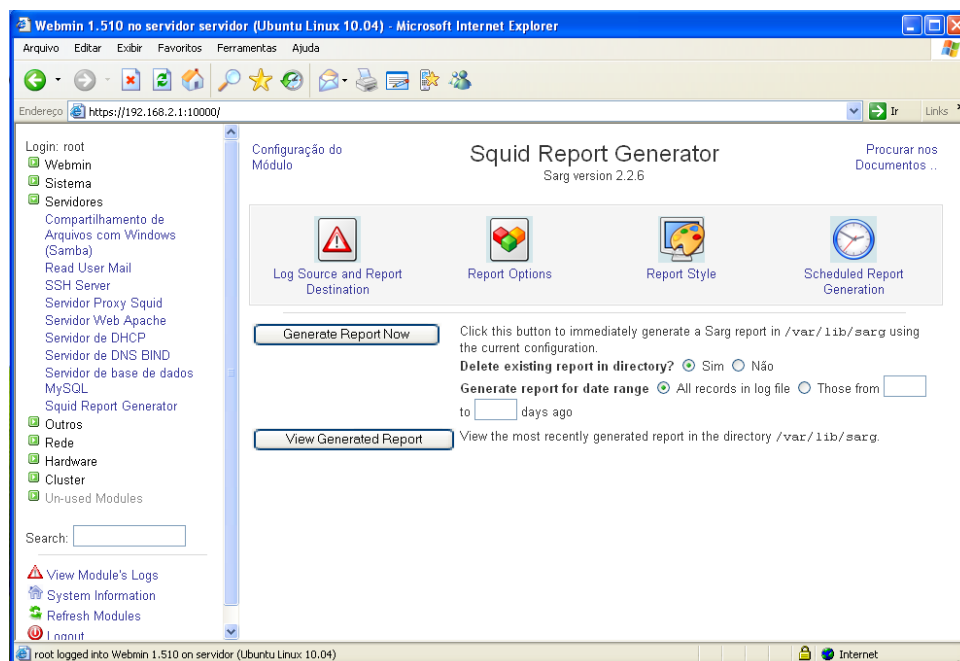 Webmin 1.510 no servidor servidor (Ubuntu Linux 10.04) - Microsoft Internet Explorer
Arquivo Editar Exibir Favoritos Ferramentas Ajuda
Endereço https://192.168.2.1:10000/ Ir Links
Login: root
Webmin
Sistema
Servidores
Compartilhamento de
Arquivos com Windows
(Samba)
Read User Mail
SSH Server
Servidor Proxy Squid
Servidor Web Apache
Servidor de DHCP
Servidor de DNS BIND
Servidor de base de dados
MySQL
Squid Report Generator
Outros
Rede
Hardware
Cluster
Un-used Modules
Search:
View Module's Logs
System Information
Refresh Modules
Logout
Configuração do
Módulo
Squid Report Generator
Sarg version 2.2.6
Procurar nos
Documentos ..
Log Source and Report
Destination
Report Options
Report Style
Scheduled Report
Generation
Generate Report Now
Click this button to immediately generate a Sarg report in /var/lib/sarg using
the current configuration.
Delete existing report in directory? Sim Não
Generate report for date range All records in log file Those from
to days ago
View Generated Report
View the most recently generated report in the directory /var/lib/sarg.
root logged into Webmin 1.510 on servidor (Ubuntu Linux 10.04) Internet